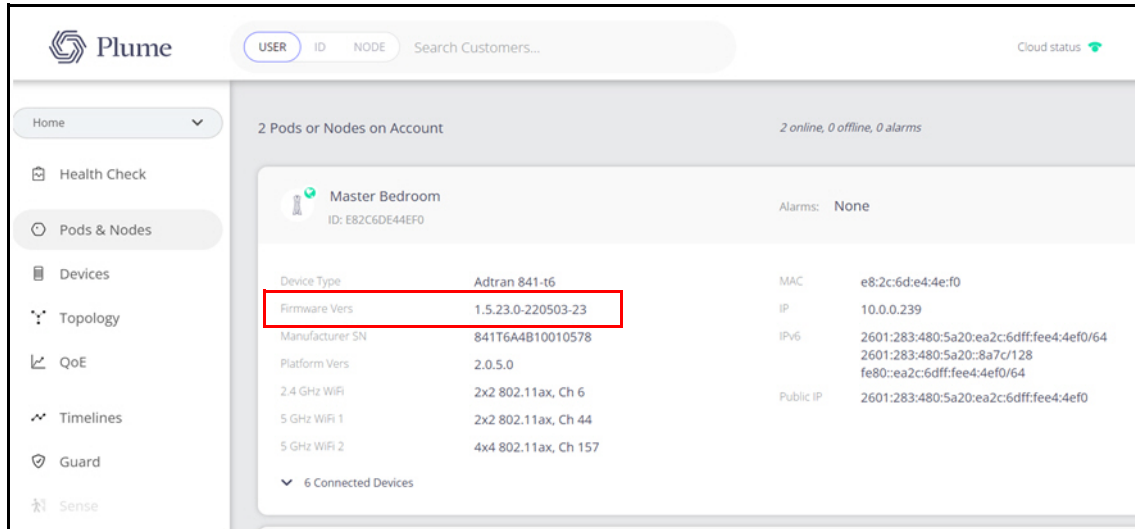 Plume
USER ID NODE Search Customers...
Cloud status
Home
Health Check
Pods & Nodes
Devices
Topology
QoE
Timelines
Guard
Sense
2 Pods or Nodes on Account
2 online, 0 offline, 0 alarms
Master Bedroom
ID: E82C6DE44EF0
Alarms: None
Device Type Adtran 841-t6
Firmware Vers 1.5.23.0-220503-23
Manufacturer SN 841T6A4B10010578
Platform Vers 2.0.5.0
2.4 GHz WiFi 2x2 802.11ax, Ch 6
5 GHz WiFi 1 2x2 802.11ax, Ch 44
5 GHz WiFi 2 4x4 802.11ax, Ch 157
6 Connected Devices
MAC e8:2c:6d:e4:4e:f0
IP 10.0.0.239
IPv6 2601:283:480:5a20:ea2c:6dff:fee4:4ef0/64
2601:283:480:5a20::8a7c/128
fe80::ea2c:6dff:fee4:4ef0/64
Public IP 2601:283:480:5a20:ea2c:6dff:fee4:4ef0